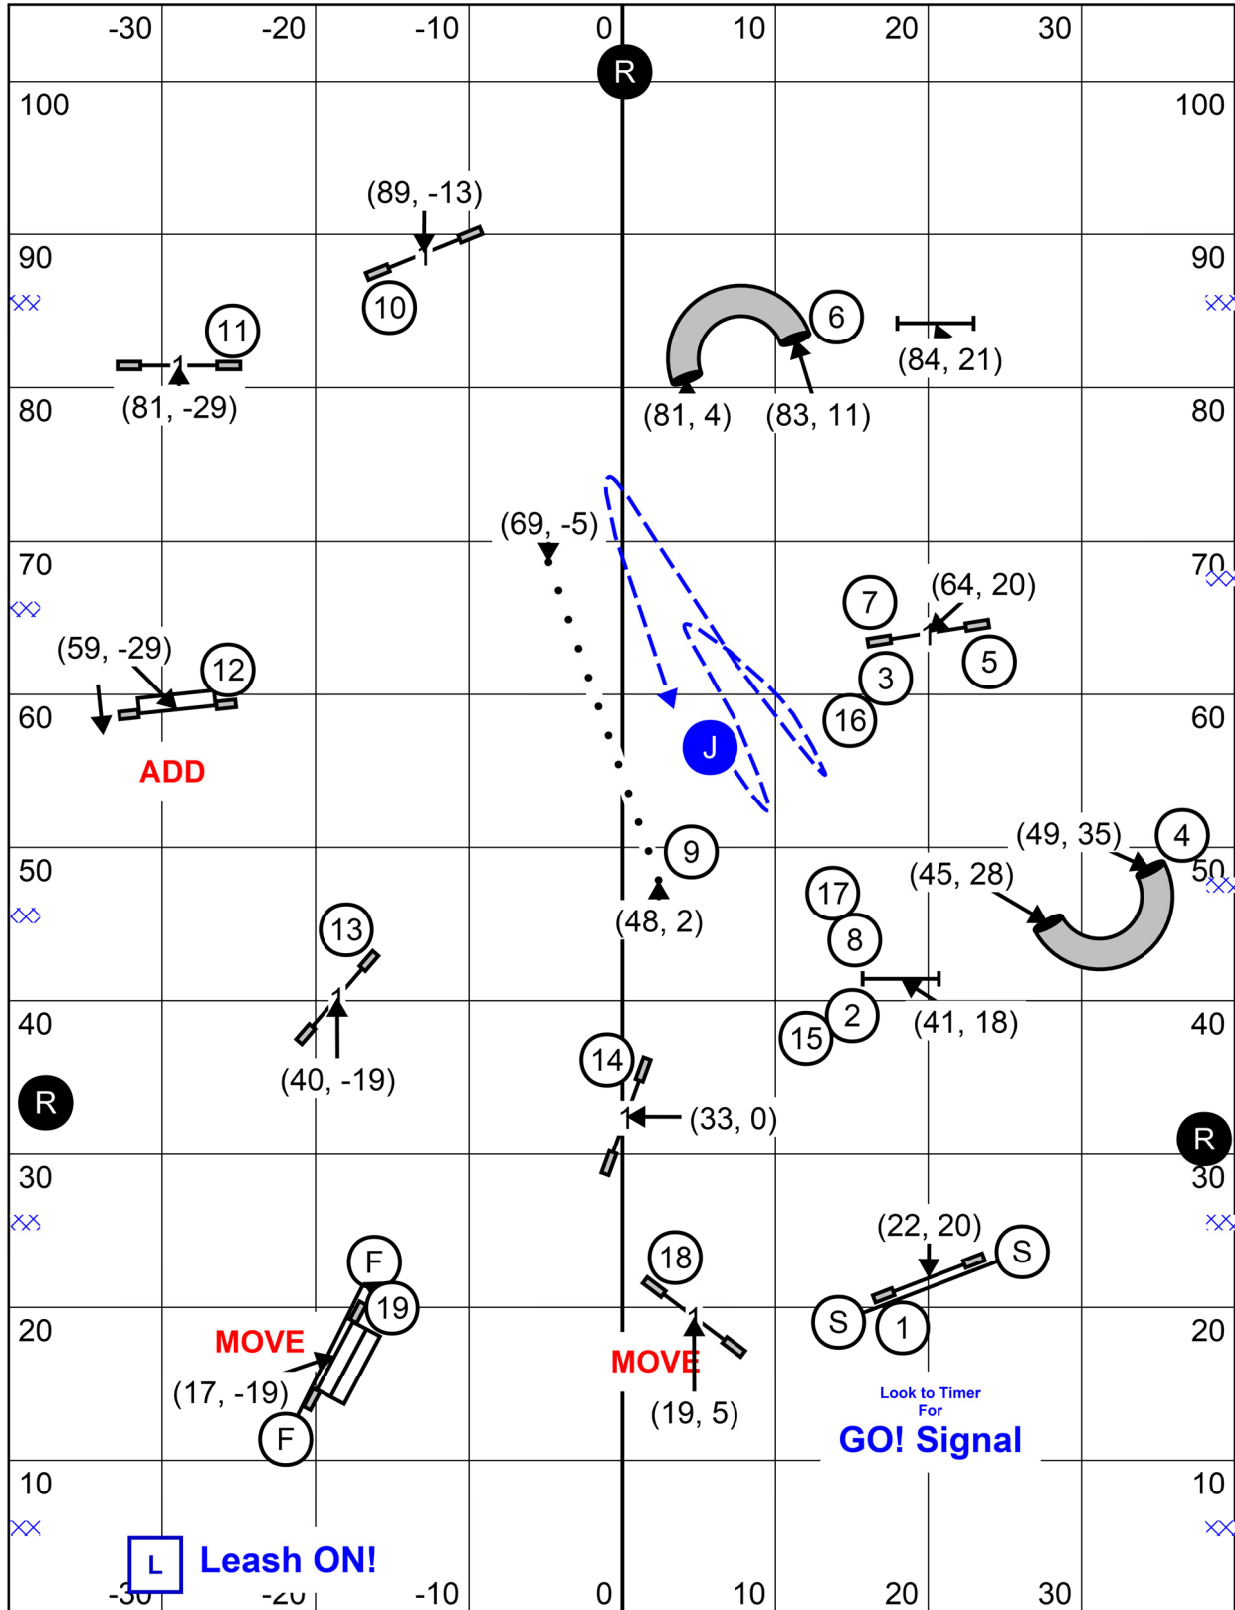 -30 -20 -10 0 10 20 30
R
100 100
(89, -13)
90 90
10
6
11
(84, 21)
(81, -29)
80 80
(81, 4) (83, 11)
(69, -5)
70 70
(64, 20)
7
(59, -29)
12
3 5
60 60
16
J
ADD
(49, 35) 4
9
50 50
(45, 28)
17
(48, 2)
13
8
2
40 40
(41, 18)
15
14
(40, -19)
R
(33, 0)
R
30 30
(22, 20)
S
18
F
19
S 1
20 20
MOVE
MOVE
(17, -19)
Look to Timer
For
(19, 5)
GO! Signal
F
10 10
L Leash ON!
-30 -20 -10 0 10 20 30